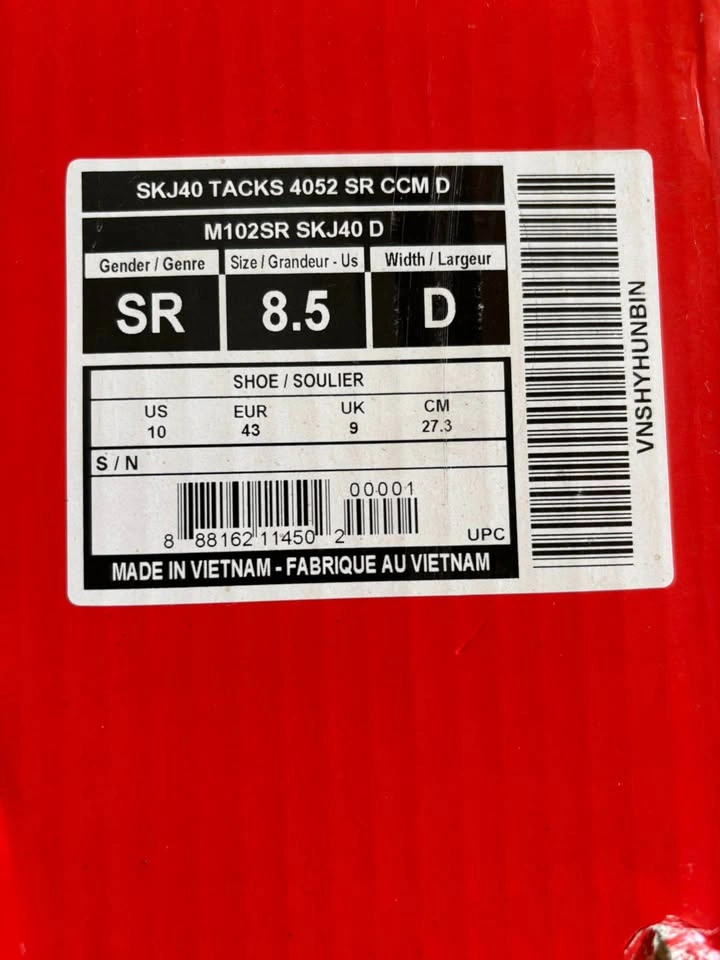 SKJ40 TACKS 4052 SR CCM D
M102SR SKJ40 D
Gender / Genre Size / Grandeur - Us Width / Largeur
SR 8.5 D
SHOE / SOULIER
US EUR UK CM
10 43 9 27.3
S / N
00001
8 88162 11450 2
UPC
MADE IN VIETNAM - FABRIQUE AU VIETNAM
VNSHYHUNBIN